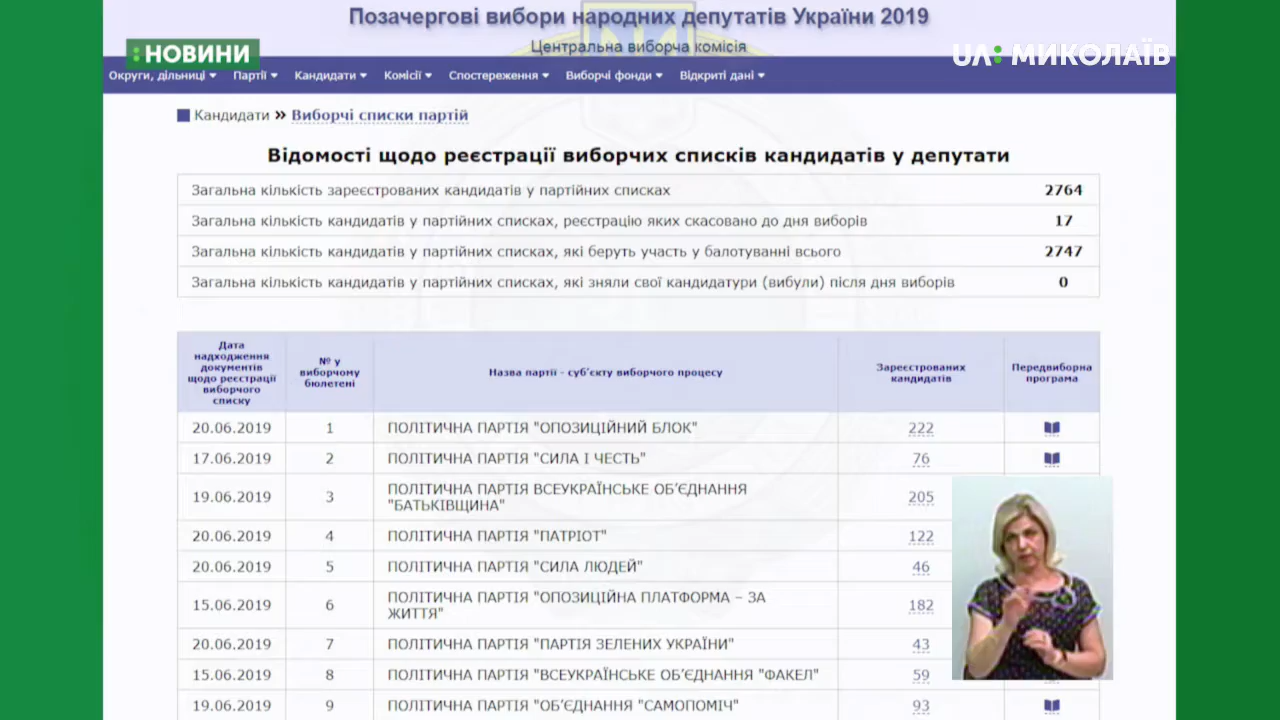 Позачергові вибори народних депутатів України 2019
Центральна виборча комісія
:НОВИНИ
UA: МИКОЛАЇВ
Округи, дільниці Партії Кандидати Комісії Спостереження Виборчі фонди Відкриті дані
Кандидати » Виборчі списки партій
Відомості щодо реєстрації виборчих списків кандидатів у депутати
Загальна кількість зареєстрованих кандидатів у партійних списках 2764
Загальна кількість кандидатів у партійних списках, реєстрацію яких скасовано до дня виборів 17
Загальна кількість кандидатів у партійних списках, які беруть участь у балотуванні всього 2747
Загальна кількість кандидатів у партійних списках, які зняли свої кандидатури (вибули) після дня виборів 0
Дата
надходження
документів
щодо реєстрації
виборчого
списку
№ у
виборчому
бюлетені
Назва партії - суб'єкту виборчого процесу
Зареєстрованих
кандидатів
Передвиборна
програма
20.06.2019 1 ПОЛІТИЧНА ПАРТІЯ "ОПОЗИЦІЙНИЙ БЛОК" 222
17.06.2019 2 ПОЛІТИЧНА ПАРТІЯ "СИЛА І ЧЕСТЬ" 76
19.06.2019 3 ПОЛІТИЧНА ПАРТІЯ ВСЕУКРАЇНСЬКЕ ОБ'ЄДНАННЯ
"БАТЬКІВЩИНА" 205
20.06.2019 4 ПОЛІТИЧНА ПАРТІЯ "ПАТРІОТ" 122
20.06.2019 5 ПОЛІТИЧНА ПАРТІЯ "СИЛА ЛЮДЕЙ" 46
15.06.2019 6 ПОЛІТИЧНА ПАРТІЯ "ОПОЗИЦІЙНА ПЛАТФОРМА – ЗА
ЖИТТЯ" 182
20.06.2019 7 ПОЛІТИЧНА ПАРТІЯ "ПАРТІЯ ЗЕЛЕНИХ УКРАЇНИ" 43
15.06.2019 8 ПОЛІТИЧНА ПАРТІЯ "ВСЕУКРАЇНСЬКЕ ОБ'ЄДНАННЯ "ФАКЕЛ" 59
19.06.2019 9 ПОЛІТИЧНА ПАРТІЯ "ОБ'ЄДНАННЯ "САМОПОМІЧ" 93